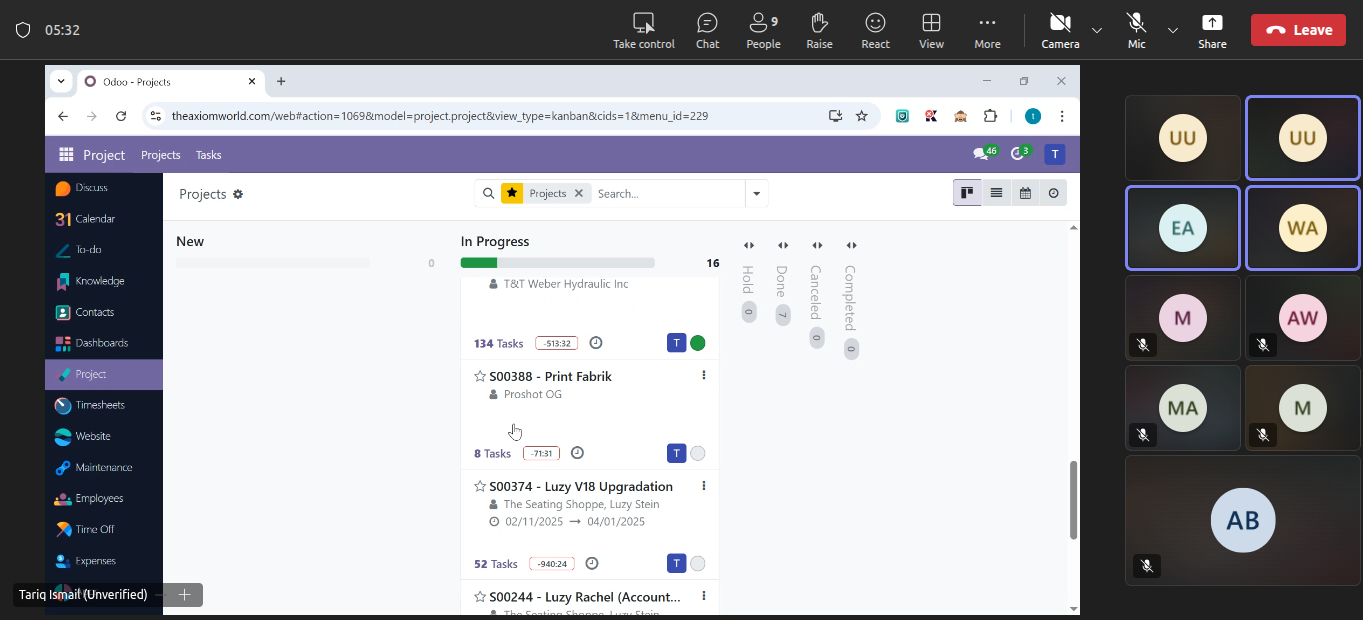 05:32
Take control
Chat
9
People
Raise
React
View
More
Camera
Mic
Share
Leave
Odoo - Projects
theaxiomworld.com/web#action=1069&model=project.project&view_type=kanban&cids=1&menu_id=229
t
Project
Projects
Tasks
46
3
T
Discuss
31 Calendar
To-do
Knowledge
Contacts
Dashboards
Project
Timesheets
Website
Maintenance
Employees
Time Off
Expenses
Tariq Ismail (Unverified)
Projects
Projects
Search...
New
0
In Progress
16
T&T Weber Hydraulic Inc
134 Tasks
-513:32
T
S00388 - Print Fabrik
Proshot OG
8 Tasks
-71:31
T
S00374 - Luzy V18 Upgradation
The Seating Shoppe, Luzy Stein
02/11/2025 → 04/01/2025
52 Tasks
-940:24
T
S00244 - Luzy Rachel (Account...
The Seating Shoppe, Luzy Stein
Hold
0
Done
7
Canceled
0
Completed
0
UU
UU
EA
WA
M
AW
MA
M
AB